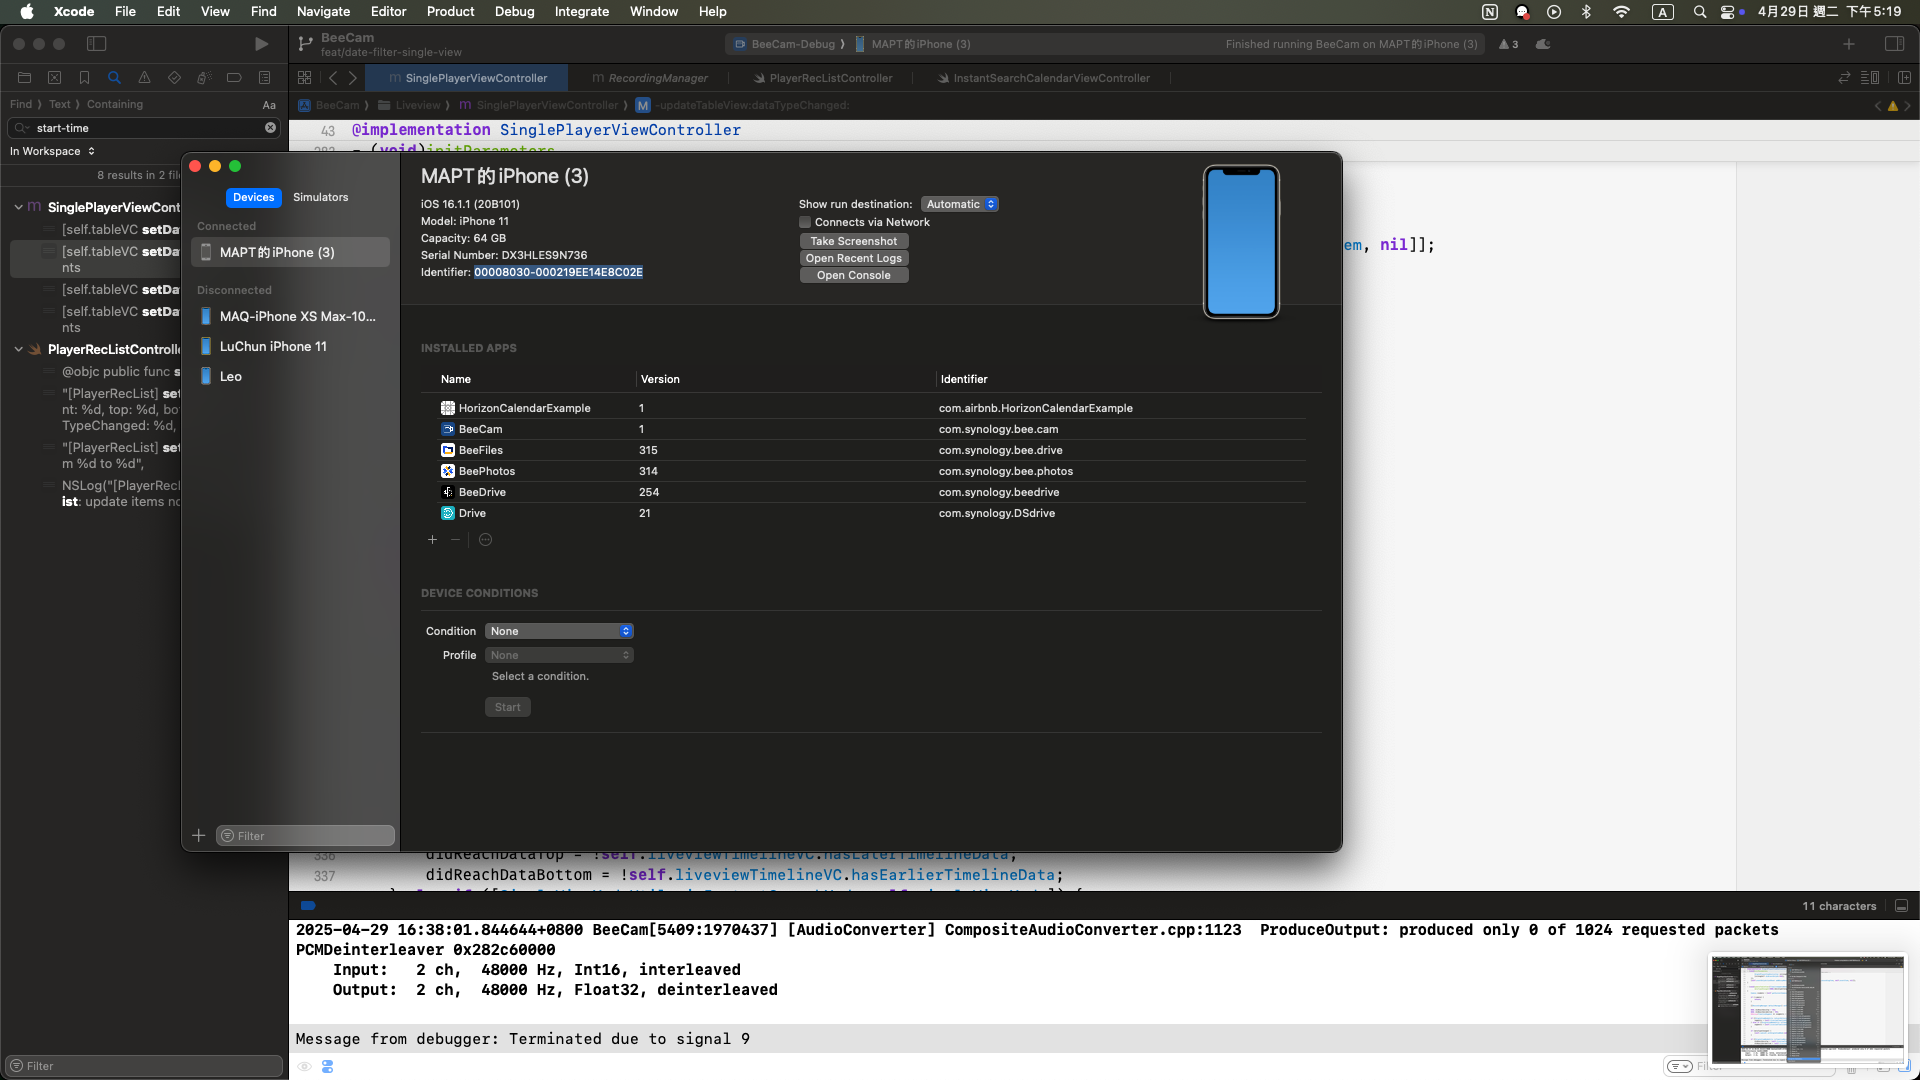 Xcode File Edit View Find Navigate Editor Product Debug Integrate Window Help
A 4月29日 週二 下午5:19
BeeCam
feat/date-filter-single-view
BeeCam-Debug 〉 MAPT的iPhone (3)
Finished running BeeCam on MAPT的iPhone (3)
3
SinglePlayerViewController
RecordingManager
PlayerRecListController
InstantSearchCalendarViewController
Find 〉 Text 〉 Containing
Aa
BeeCam 〉 Liveview 〉 m SinglePlayerViewController 〉 M -updateTableView:dataTypeChanged:
start-time
In Workspace
8 results in 2 fil
43 @implementation SinglePlayerViewController
- (void)initParameters
SinglePlayerViewCont
[self.tableVC setDa
[self.tableVC setDa
nts
[self.tableVC setDa
[self.tableVC setDa
nts
PlayerRecListControlle
@objc public func s
"[PlayerRecList] set
nt: %d, top: %d, bo
TypeChanged: %d,
"[PlayerRecList] set
m %d to %d",
NSLog("[PlayerRecl
ist: update items no
Filter
Devices Simulators
Connected
MAPT的iPhone (3)
Disconnected
MAQ-iPhone XS Max-10...
LuChun iPhone 11
Leo
Filter
MAPT的iPhone (3)
iOS 16.1.1 (20B101)
Model: iPhone 11
Capacity: 64 GB
Serial Number: DX3HLES9N736
Identifier: 00008030-000219EE14E8C02E
Show run destination: Automatic
Connects via Network
Take Screenshot
Open Recent Logs
Open Console
INSTALLED APPS
Name Version Identifier
HorizonCalendarExample 1 com.airbnb.HorizonCalendarExample
BeeCam 1 com.synology.bee.cam
BeeFiles 315 com.synology.bee.drive
BeePhotos 314 com.synology.bee.photos
BeeDrive 254 com.synology.beedrive
Drive 21 com.synology.DSdrive
DEVICE CONDITIONS
Condition None
Profile None
Select a condition.
Start
em, nil]];
336 didReachDataTop = !self.liveviewTimelineVC.hasLaterTimelineData;
337 didReachDataBottom = !self.liveviewTimelineVC.hasEarlierTimelineData;
11 characters
2025-04-29 16:38:01.844644+0800 BeeCam[5409:1970437] [AudioConverter] CompositeAudioConverter.cpp:1123 ProduceOutput: produced only 0 of 1024 requested packets
PCMDeinterleaver 0x282c60000
Input: 2 ch, 48000 Hz, Int16, interleaved
Output: 2 ch, 48000 Hz, Float32, deinterleaved
Message from debugger: Terminated due to signal 9